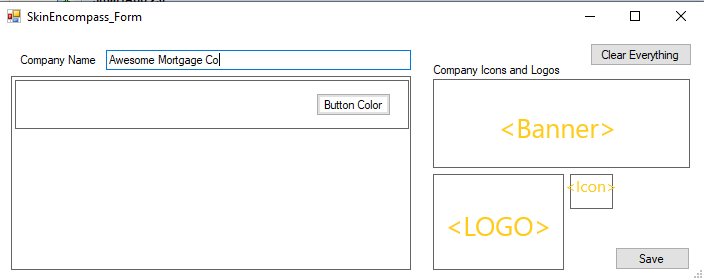 SkinEncompass_Form
Clear Everything
Company Name Awesome Mortgage Co
Company Icons and Logos
Button Color
<Banner>
<Icon>
<LOGO>
Save